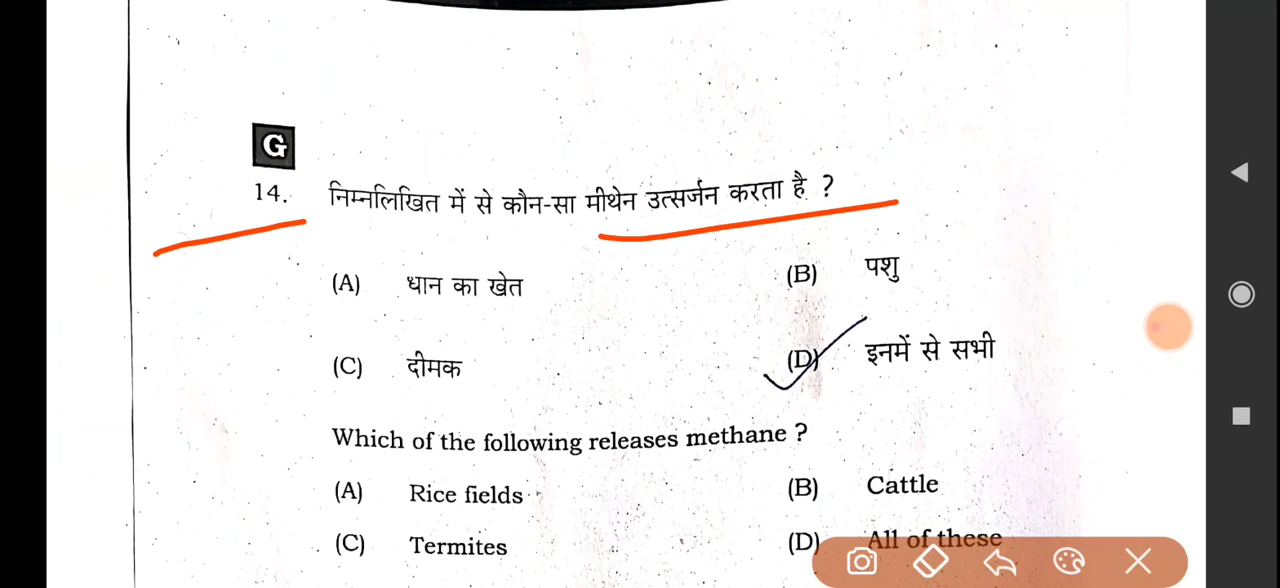 G
14. निम्नलिखित में से कौन-सा मीथेन उत्सर्जन करता है ?
(A) धान का खेत (B) पशु
(C) दीमक (D) इनमें से सभी
Which of the following releases methane ?
(A) Rice fields (B) Cattle
(C) Termites (D) All of these